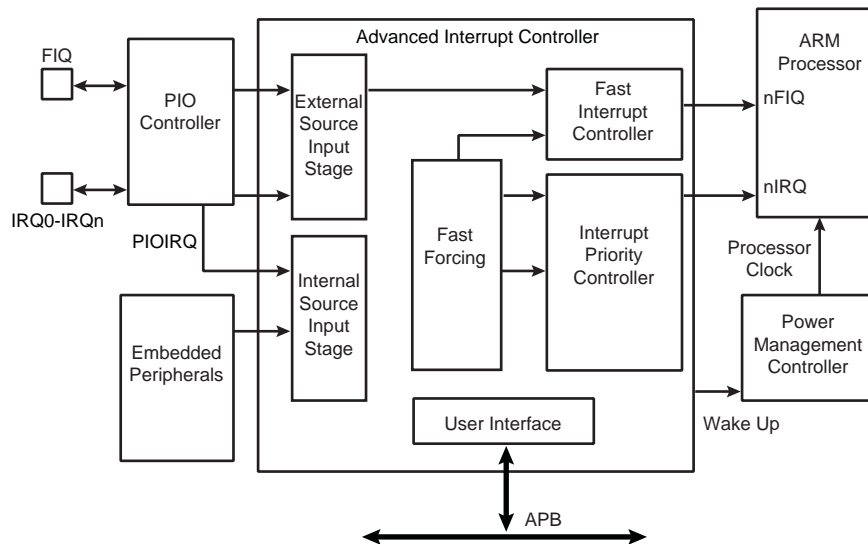 Advanced Interrupt Controller
FIQ
PIO
Controller
External
Source
Input
Stage
Fast
Interrupt
Controller
ARM
Processor
nFIQ
nIRQ
IRQ0-IRQn
PIOIRQ
Fast
Forcing
Interrupt
Priority
Controller
Internal
Source
Input
Stage
Processor
Clock
Embedded
Peripherals
Power
Management
Controller
User Interface
Wake Up
APB